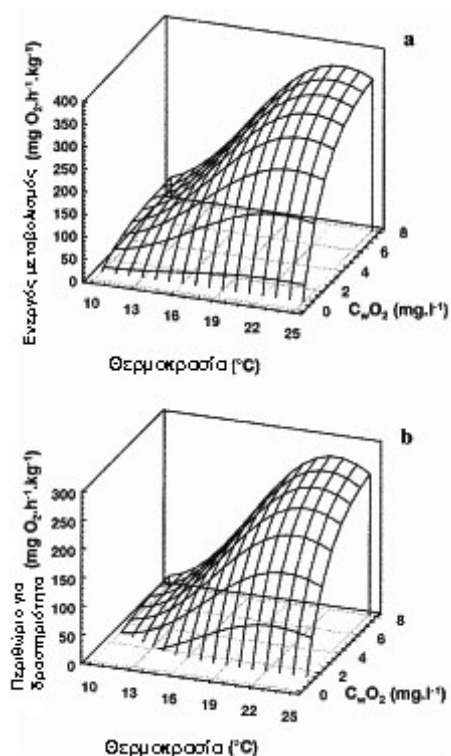 a
Ενεργός μεταβολισμός (mg O₂.h⁻¹.kg⁻¹)
400
350
300
250
200
150
100
50
0
10 13 16 19 22 25
0 2 4 6 8
CwO₂ (mg.l⁻¹)
Θερμοκρασία (°C)
b
Περιθώριο για
δραστηριότητα (mg O₂.h⁻¹.kg⁻¹)
300
250
200
150
100
50
0
10 13 16 19 22 25
0 2 4 6 8
CwO₂ (mg.l⁻¹)
Θερμοκρασία (°C)